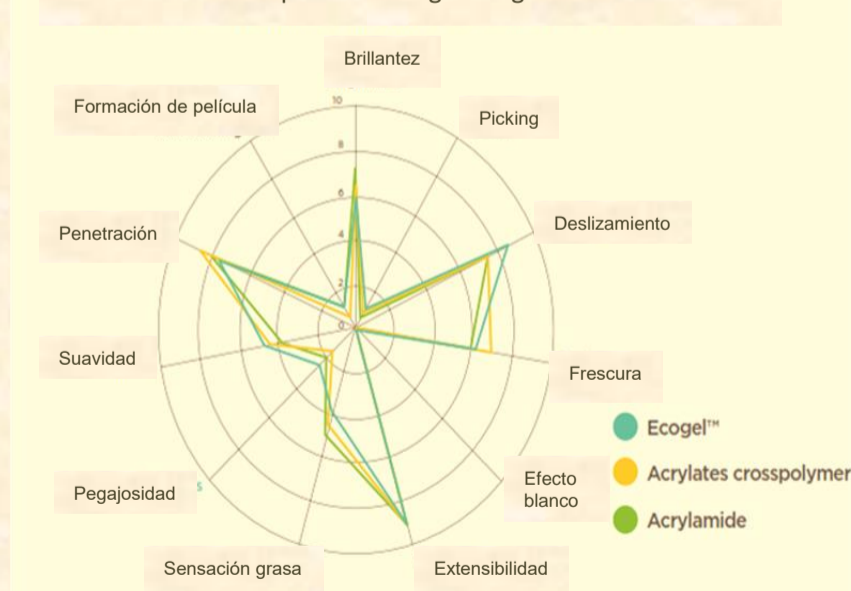 Brillantez
Formación de película
Picking
Deslizamiento
Penetración
Suavidad
Frescura
Efecto
blanco
Pegajosidad
Sensación grasa
Extensibilidad
10
8
6
4
2
0
Ecogel™
Acrylates crosspolymer
Acrylamide